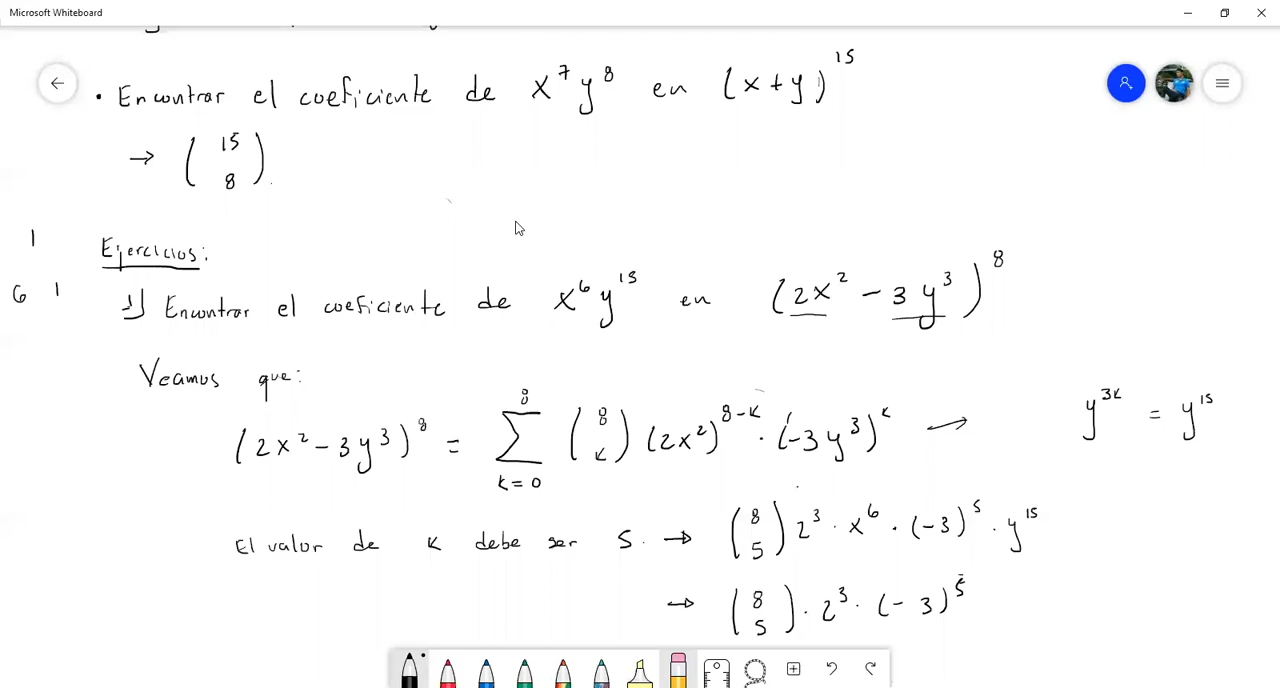 Microsoft Whiteboard
• Encontrar el coeficiente de x^7 y^8 en (x+y)^15
→ (15 8).
1
Ejercicios:
6 1
1) Encontrar el coeficiente de x^6 y^15 en (2x^2 - 3y^3)^8
Veamos que:
(2x^2 - 3y^3)^8 = ∑_{k=0}^{8} (8 k) (2x^2)^{8-k} · (-3y^3)^k → y^{3k} = y^15
El valor de k debe ser 5. → (8 5) 2^3 · x^6 · (-3)^5 · y^15
→ (8 5) · 2^3 · (-3)^5